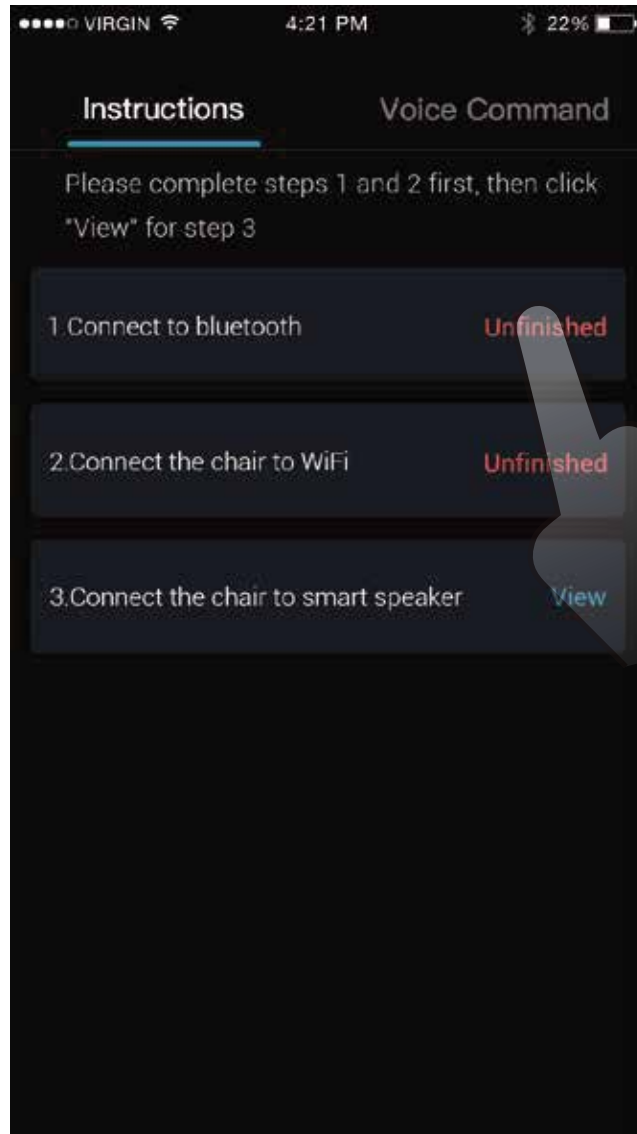 VIRGIN 4:21 PM 22%
Instructions Voice Command
Please complete steps 1 and 2 first, then click
"View" for step 3
1.Connect to bluetooth Unfinished
2.Connect the chair to WiFi Unfinished
3.Connect the chair to smart speaker View